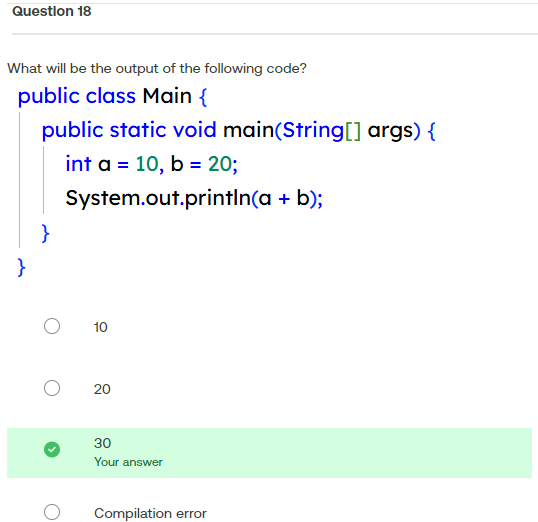 Question 18
What will be the output of the following code?
public class Main {
public static void main(String[] args) {
int a = 10, b = 20;
System.out.println(a + b);
}
}
10
20
30
Your answer
Compilation error